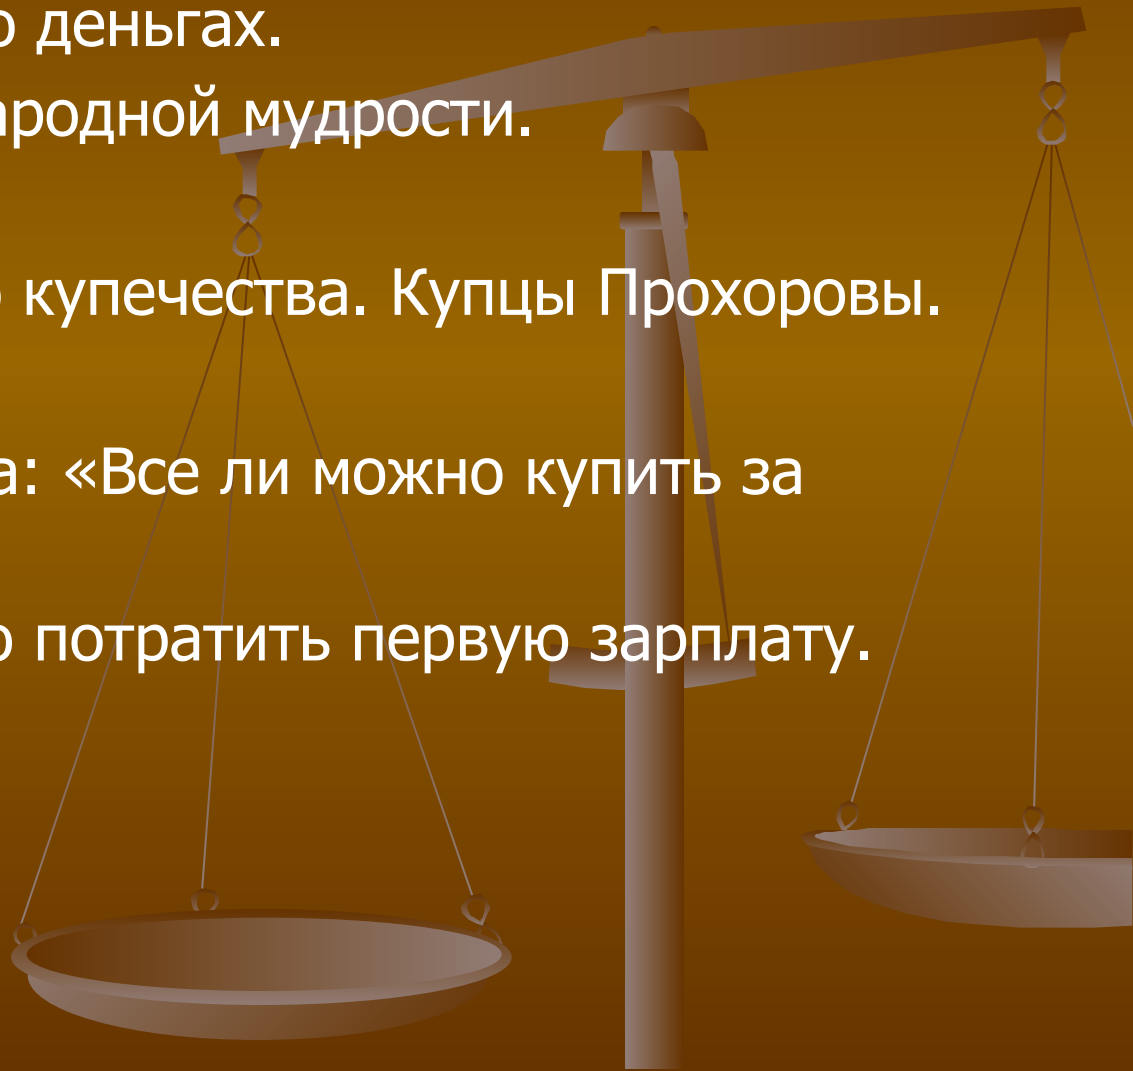 о деньгах.
ародной мудрости.
о купечества. Купцы Прохоровы.
а: «Все ли можно купить за
о потратить первую зарплату.